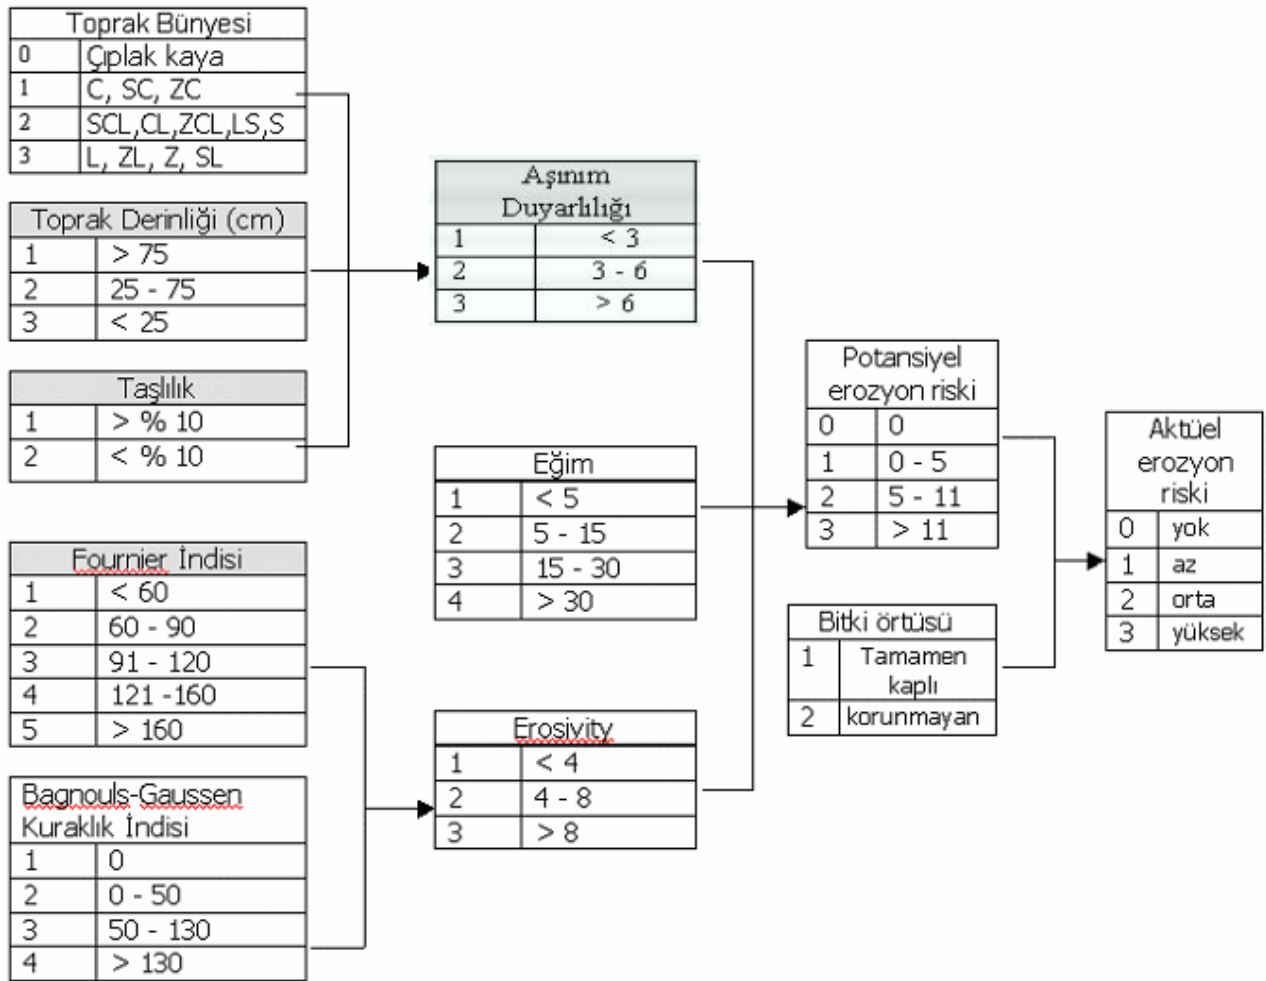 Toprak Bünyesi
0 Çıplak kaya
1 C, SC, ZC
2 SCL,CL,ZCL,LS,S
3 L, ZL, Z, SL
Toprak Derinliği (cm)
1 > 75
2 25 - 75
3 < 25
Taşlılık
1 > % 10
2 < % 10
Fournier İndisi
1 < 60
2 60 - 90
3 91 - 120
4 121 -160
5 > 160
Bagnouls-Gaussen
Kuraklık İndisi
1 0
2 0 - 50
3 50 - 130
4 > 130
Aşınım
Duyarlılığı
1 < 3
2 3 - 6
3 > 6
Eğim
1 < 5
2 5 - 15
3 15 - 30
4 > 30
Erosivity
1 < 4
2 4 - 8
3 > 8
Potansiyel
erozyon riski
0 0
1 0 - 5
2 5 - 11
3 > 11
Bitki örtüsü
1 Tamamen
kaplı
2 korunmayan
Aktüel
erozyon
riski
0 yok
1 az
2 orta
3 yüksek